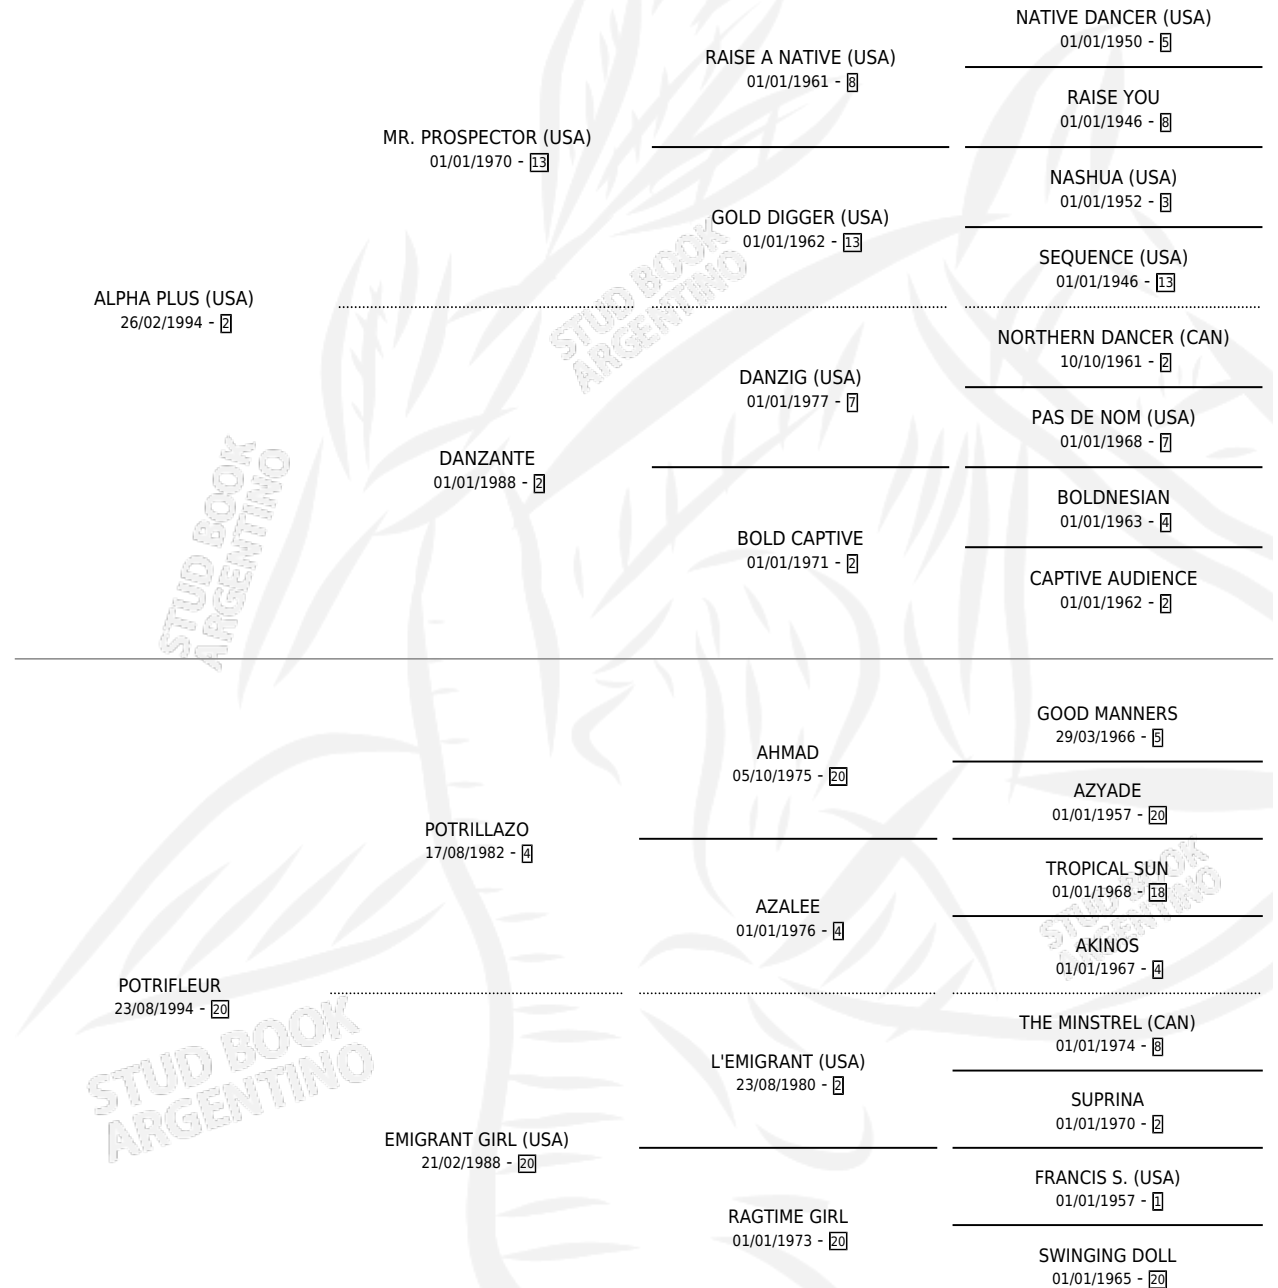 NATIVE DANCER (USA)
01/01/1950 - 5
RAISE A NATIVE (USA)
01/01/1961 - 8
RAISE YOU
01/01/1946 - 8
MR. PROSPECTOR (USA)
01/01/1970 - 13
NASHUA (USA)
01/01/1952 - 3
GOLD DIGGER (USA)
01/01/1962 - 13
SEQUENCE (USA)
01/01/1946 - 13
ALPHA PLUS (USA)
26/02/1994 - 2
STUD BOOK
ARGENTINO
NORTHERN DANCER (CAN)
10/10/1961 - 2
DANZIG (USA)
01/01/1977 - 7
PAS DE NOM (USA)
01/01/1968 - 7
DANZANTE
01/01/1988 - 2
BOLDNESIAN
01/01/1963 - 4
BOLD CAPTIVE
01/01/1971 - 2
CAPTIVE AUDIENCE
01/01/1962 - 2
STUD BOOK
ARGENTINO
GOOD MANNERS
29/03/1966 - 5
AHMAD
05/10/1975 - 20
AZYADE
01/01/1957 - 20
POTRILLAZO
17/08/1982 - 4
TROPICAL SUN
01/01/1968 - 18
AZALEE
01/01/1976 - 4
AKINOS
01/01/1967 - 4
STUD BOOK
ARGENTINO
POTRIFLEUR
23/08/1994 - 20
STUD BOOK
ARGENTINO
THE MINSTREL (CAN)
01/01/1974 - 8
L'EMIGRANT (USA)
23/08/1980 - 2
SUPRINA
01/01/1970 - 2
EMIGRANT GIRL (USA)
21/02/1988 - 20
FRANCIS S. (USA)
01/01/1957 - 1
RAGTIME GIRL
01/01/1973 - 20
SWINGING DOLL
01/01/1965 - 20